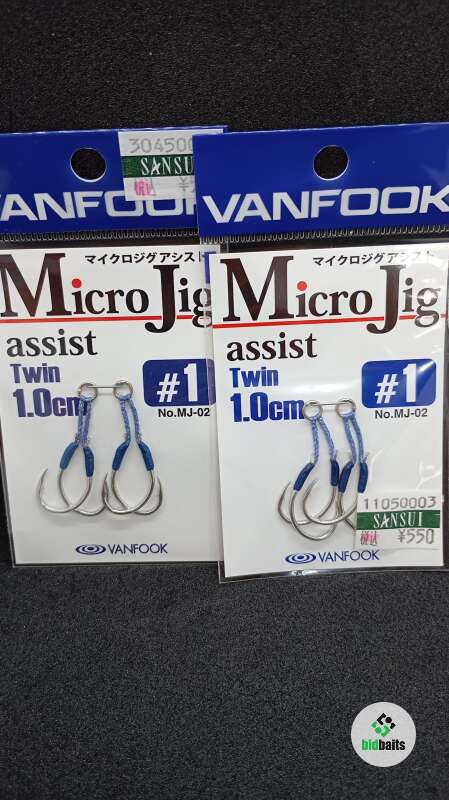 SANSUI
VANFOOK
マイクロジグアシスト
Micro Jig
assist
Twin
1.0cm
#1
No.MJ-02
VANFOOK
VANFOOK
マイクロジグアシスト
Micro Jig
assist
Twin
1.0cm
#1
No.MJ-02
11050003
SANSUI
税込 ¥550
VANFOOK
bidbaits